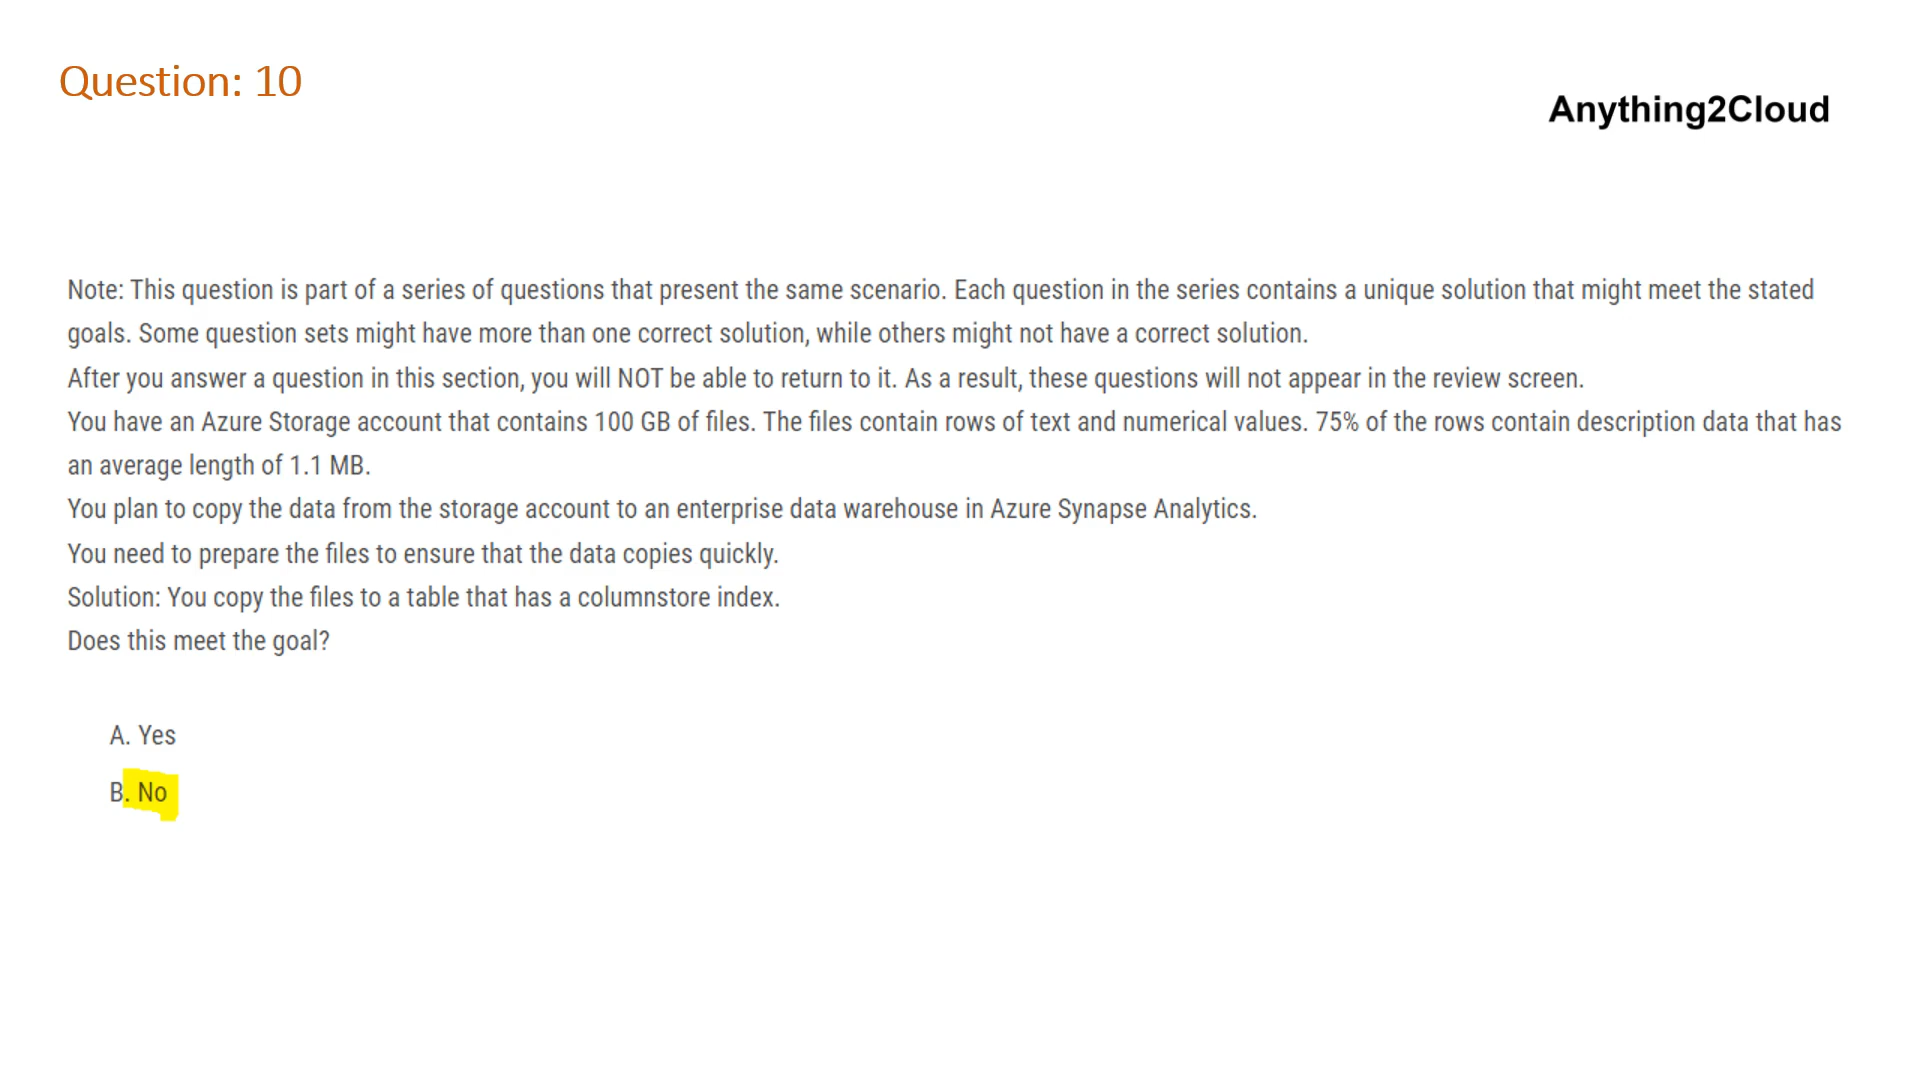 Question: 10
Anything2Cloud
Note: This question is part of a series of questions that present the same scenario. Each question in the series contains a unique solution that might meet the stated
goals. Some question sets might have more than one correct solution, while others might not have a correct solution.
After you answer a question in this section, you will NOT be able to return to it. As a result, these questions will not appear in the review screen.
You have an Azure Storage account that contains 100 GB of files. The files contain rows of text and numerical values. 75% of the rows contain description data that has
an average length of 1.1 MB.
You plan to copy the data from the storage account to an enterprise data warehouse in Azure Synapse Analytics.
You need to prepare the files to ensure that the data copies quickly.
Solution: You copy the files to a table that has a columnstore index.
Does this meet the goal?
A. Yes
B. No